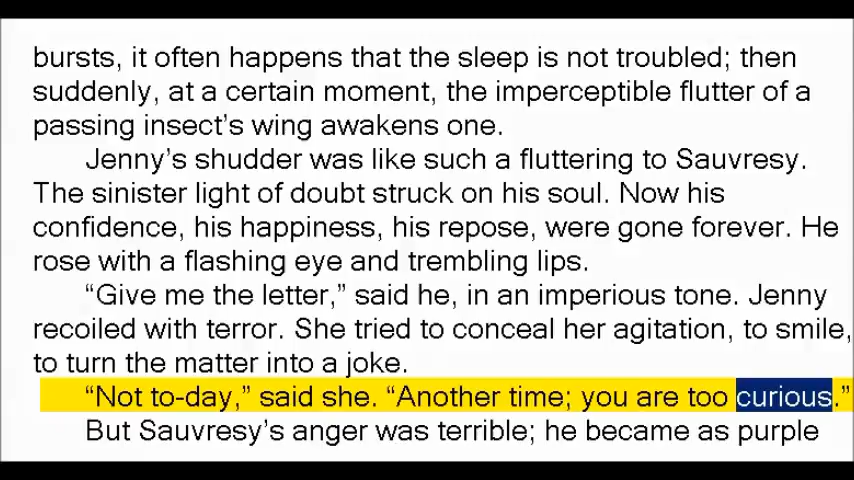 bursts, it often happens that the sleep is not troubled; then
suddenly, at a certain moment, the imperceptible flutter of a
passing insect’s wing awakens one.
Jenny’s shudder was like such a fluttering to Sauvresy.
The sinister light of doubt struck on his soul. Now his
confidence, his happiness, his repose, were gone forever. He
rose with a flashing eye and trembling lips.
“Give me the letter,” said he, in an imperious tone. Jenny
recoiled with terror. She tried to conceal her agitation, to smile,
to turn the matter into a joke.
“Not to-day,” said she. “Another time; you are too curious.”
But Sauvresy’s anger was terrible; he became as purple